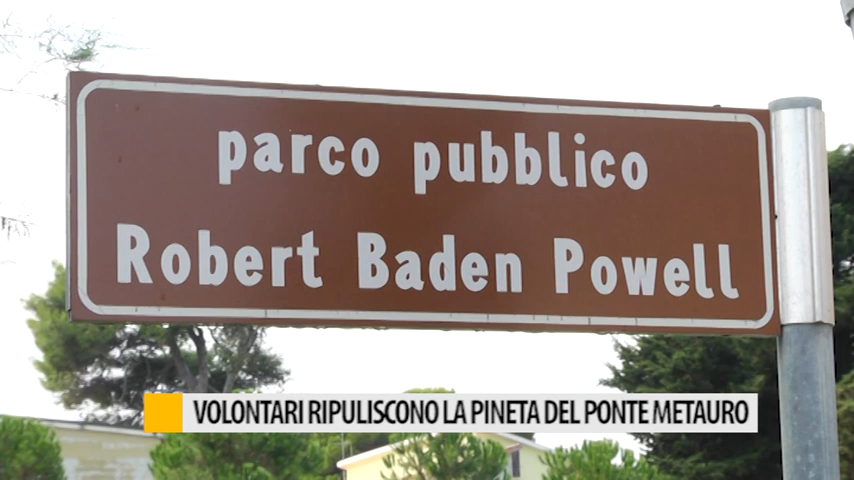 parco pubblico
Robert Baden Powell
VOLONTARI RIPULISCONO LA PINETA DEL PONTE METAURO